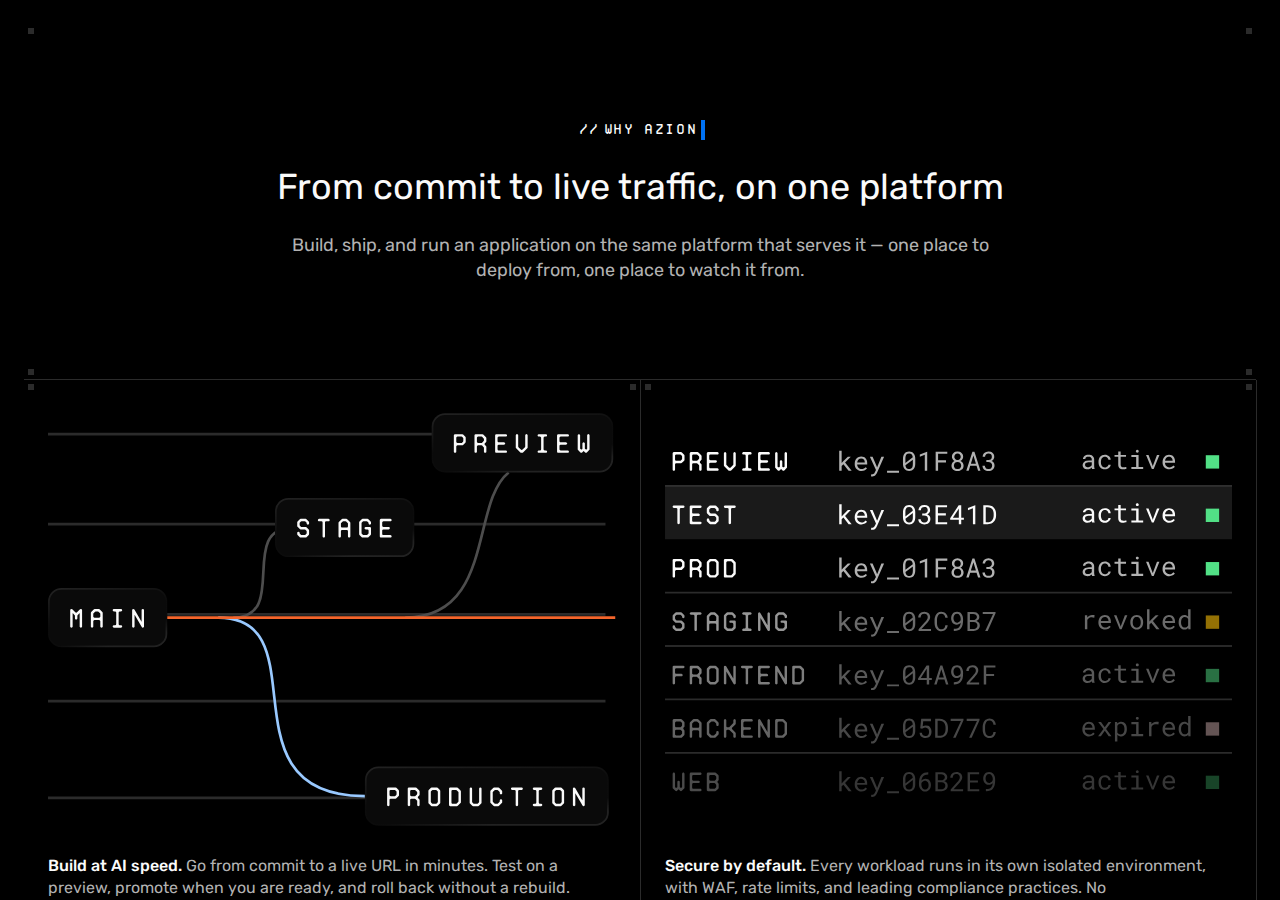 // WHY AZION
From commit to live traffic, on one platform
Build, ship, and run an application on the same platform that serves it — one place to
deploy from, one place to watch it from.
PREVIEW
STAGE
MAIN
PRODUCTION
Build at AI speed. Go from commit to a live URL in minutes. Test on a
preview, promote when you are ready, and roll back without a rebuild.
PREVIEW key_01F8A3 active
TEST key_03E41D active
PROD key_01F8A3 active
STAGING key_02C9B7 revoked
FRONTEND key_04A92F active
BACKEND key_05D77C expired
WEB key_06B2E9 active
Secure by default. Every workload runs in its own isolated environment,
with WAF, rate limits, and leading compliance practices. No